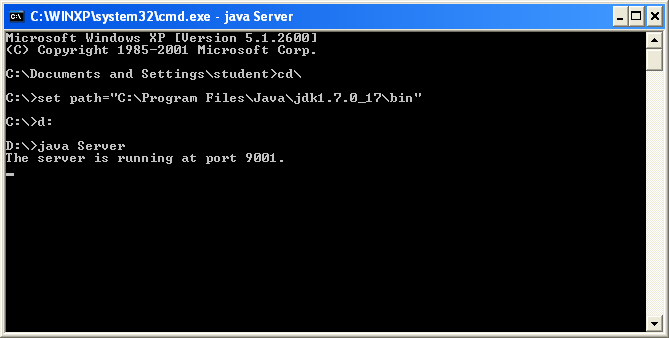 C:\WINXP\system32\cmd.exe - java Server
Microsoft Windows XP [Version 5.1.2600]
(C) Copyright 1985-2001 Microsoft Corp.
C:\Documents and Settings\student>cd\
C:\>set path="C:\Program Files\Java\jdk1.7.0_17\bin"
C:\>d:
D:\>java Server
The server is running at port 9001.